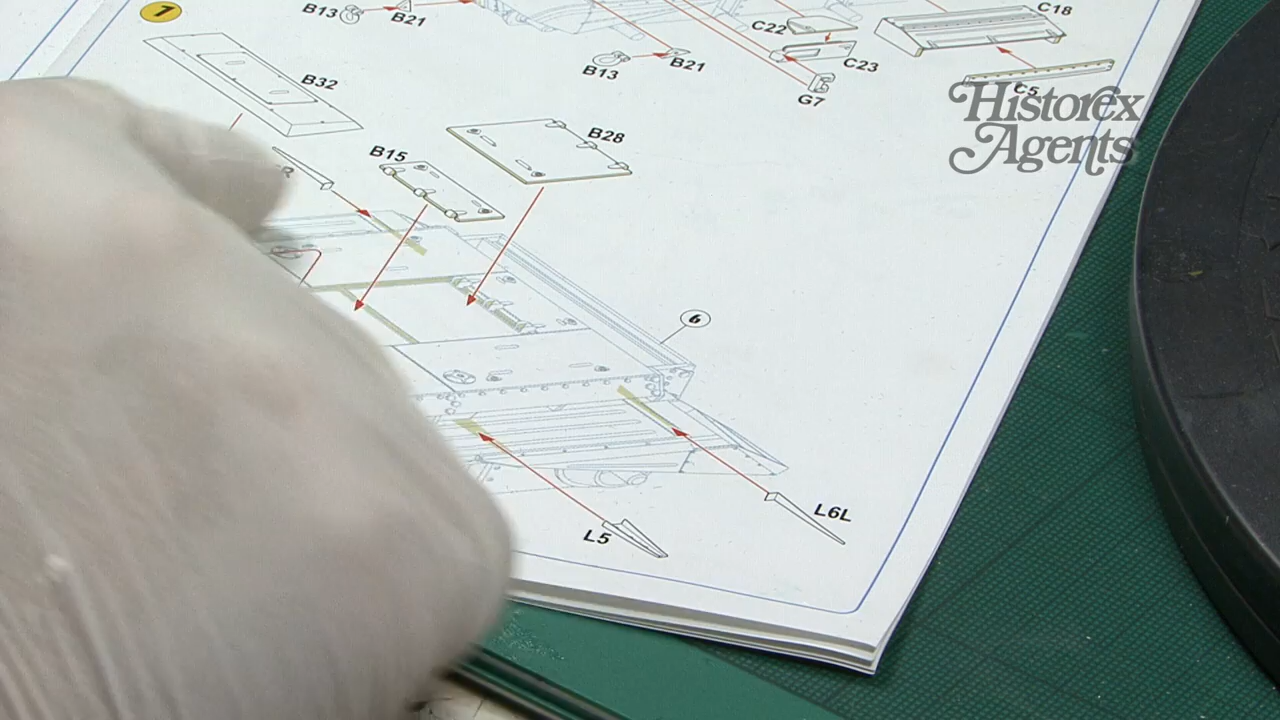 7
B13
B21
C22
C18
B13
B21
C23
G7
C5
Historex
Agents
B32
B28
B15
R
6
L6L
L5